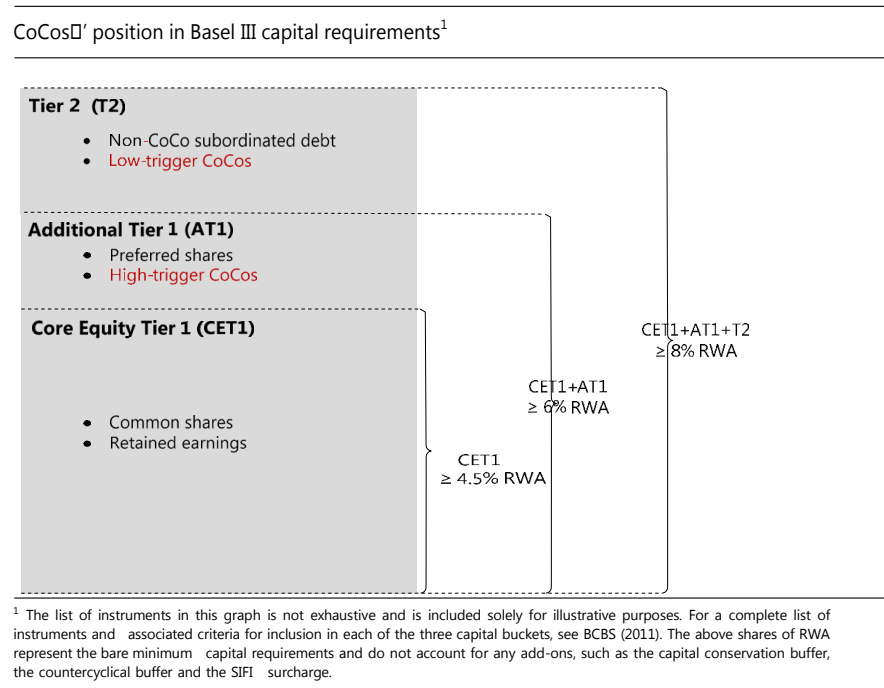 CoCos▯’ position in Basel III capital requirements1
Tier 2 (T2)
• Non-CoCo subordinated debt
• Low-trigger CoCos
Additional Tier 1 (AT1)
• Preferred shares
• High-trigger CoCos
Core Equity Tier 1 (CET1)
CET1+AT1+T2
≥ 8% RWA
CET1+AT1
≥ 6% RWA
• Common shares
• Retained earnings
CET1
≥ 4.5% RWA
1 The list of instruments in this graph is not exhaustive and is included solely for illustrative purposes. For a complete list of
instruments and associated criteria for inclusion in each of the three capital buckets, see BCBS (2011). The above shares of RWA
represent the bare minimum capital requirements and do not account for any add-ons, such as the capital conservation buffer,
the countercyclical buffer and the SIFI surcharge.